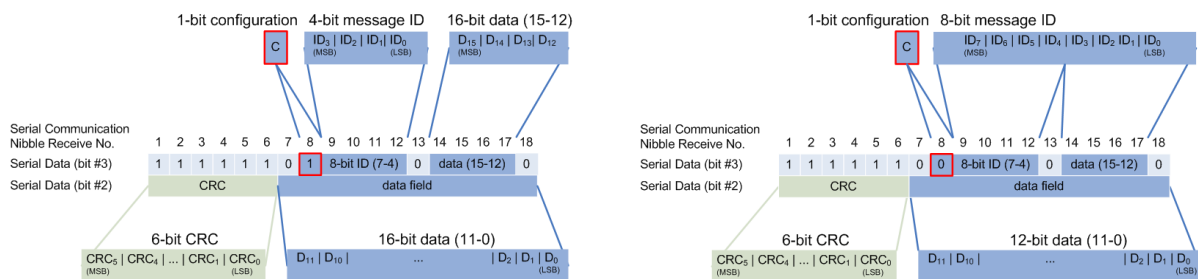 1-bit configuration 4-bit message ID 16-bit data (15-12)
C
ID3 | ID2 | ID1 | ID0
(MSB) (LSB)
D15 | D14 | D13 | D12
(MSB)
Serial Communication
Nibble Receive No.
1 2 3 4 5 6 7 8 9 10 11 12 13 14 15 16 17 18
Serial Data (bit #3) 1 1 1 1 1 1 0 1 8-bit ID (7-4) 0 data (15-12) 0
Serial Data (bit #2) CRC data field
6-bit CRC 16-bit data (11-0)
CRC5 | CRC4 | ... | CRC1 | CRC0
(MSB) (LSB)
D11 | D10 | ... | D2 | D1 | D0
(LSB)
1-bit configuration 8-bit message ID
C
ID7 | ID6 | ID5 | ID4 | ID3 | ID2 ID1 | ID0
(MSB) (LSB)
Serial Communication
Nibble Receive No.
1 2 3 4 5 6 7 8 9 10 11 12 13 14 15 16 17 18
Serial Data (bit #3) 1 1 1 1 1 1 0 0 8-bit ID (7-4) 0 data (15-12) 0
Serial Data (bit #2) CRC data field
6-bit CRC 12-bit data (11-0)
CRC5 | CRC4 | ... | CRC1 | CRC0
(MSB) (LSB)
D11 | D10 | ... | D2 | D1 | D0
(LSB)